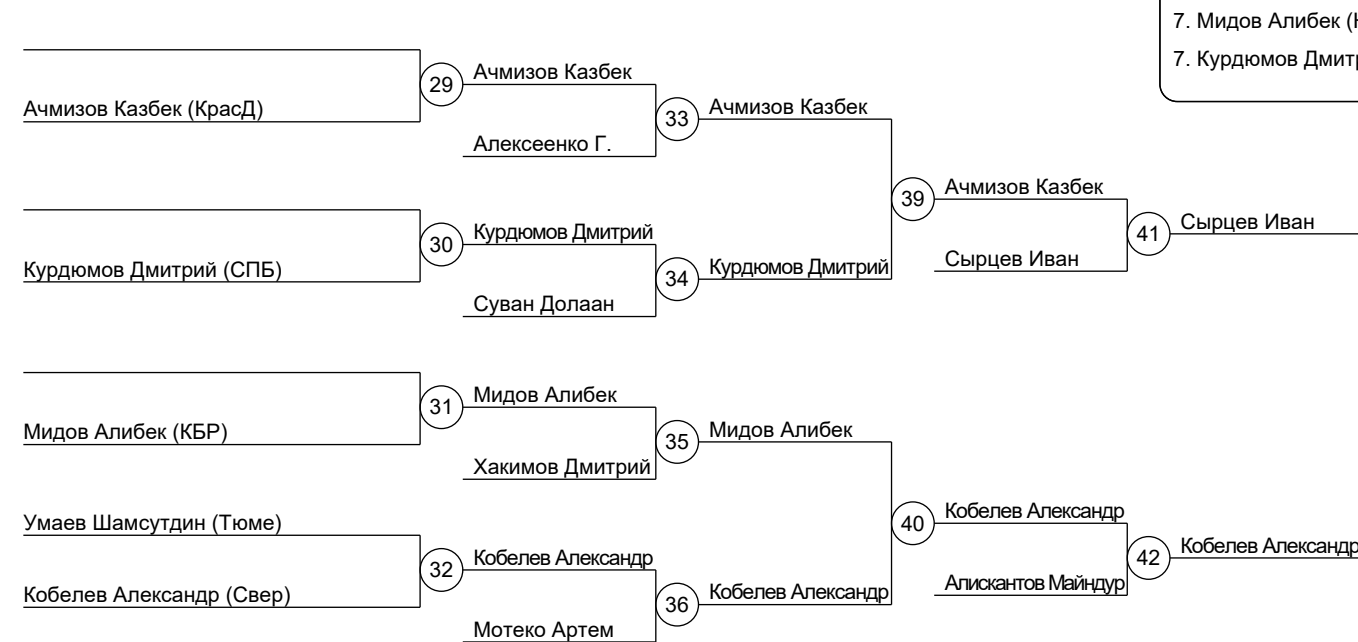 7. Мидов Алибек (
7. Курдюмов Дмит
29
Ачмизов Казбек
Ачмизов Казбек (КрасД)
33
Ачмизов Казбек
Алексеенко Г.
39
Ачмизов Казбек
30
Курдюмов Дмитрий
41
Сырцев Иван
Курдюмов Дмитрий (СПБ)
34
Курдюмов Дмитрий
Сырцев Иван
Суван Долаан
31
Мидов Алибек
Мидов Алибек (КБР)
35
Мидов Алибек
Хакимов Дмитрий
40
Кобелев Александр
Умаев Шамсутдин (Тюме)
32
Кобелев Александр
42
Кобелев Александр
Кобелев Александр (Свер)
36
Кобелев Александр
Алискантов Майндур
Мотеко Артем